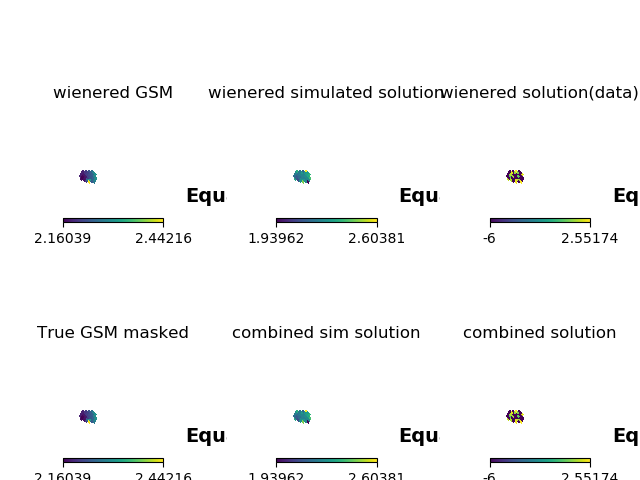 wienered GSM
wienered simulated solution
wienered solution(data)
Equ
Equ
Eq
2.16039 2.44216
1.93962 2.60381
-6 2.55174
True GSM masked
combined sim solution
combined solution
Equ
Equ
Eq
2.16039 2.44216
1.93962 2.60381
-6 2.55174